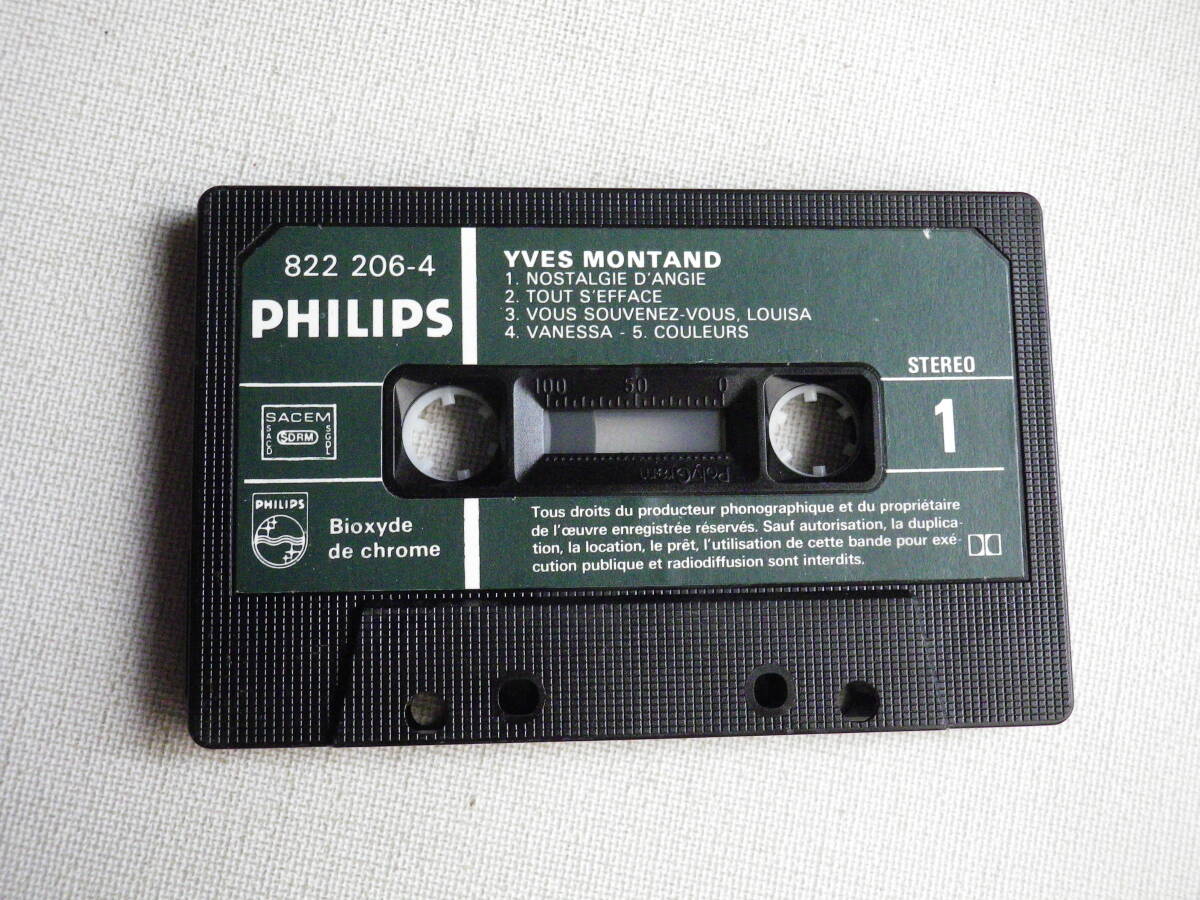 822 206-4
PHILIPS
YVES MONTAND
1. NOSTALGIE D'ANGIE
2. TOUT S'EFFACE
3. VOUS SOUVENEZ-VOUS, LOUISA
4. VANESSA - 5. COULEURS
STEREO
1
100 50 0
PolyGram
SACEM
SACD
SDRM
SGDL
PHILIPS
Bioxyde
de chrome
Tous droits du producteur phonographique et du propriétaire
de l'œuvre enregistrée réservés. Sauf autorisation, la duplica-
tion, la location, le prêt, l'utilisation de cette bande pour exé-
cution publique et radiodiffusion sont interdits.